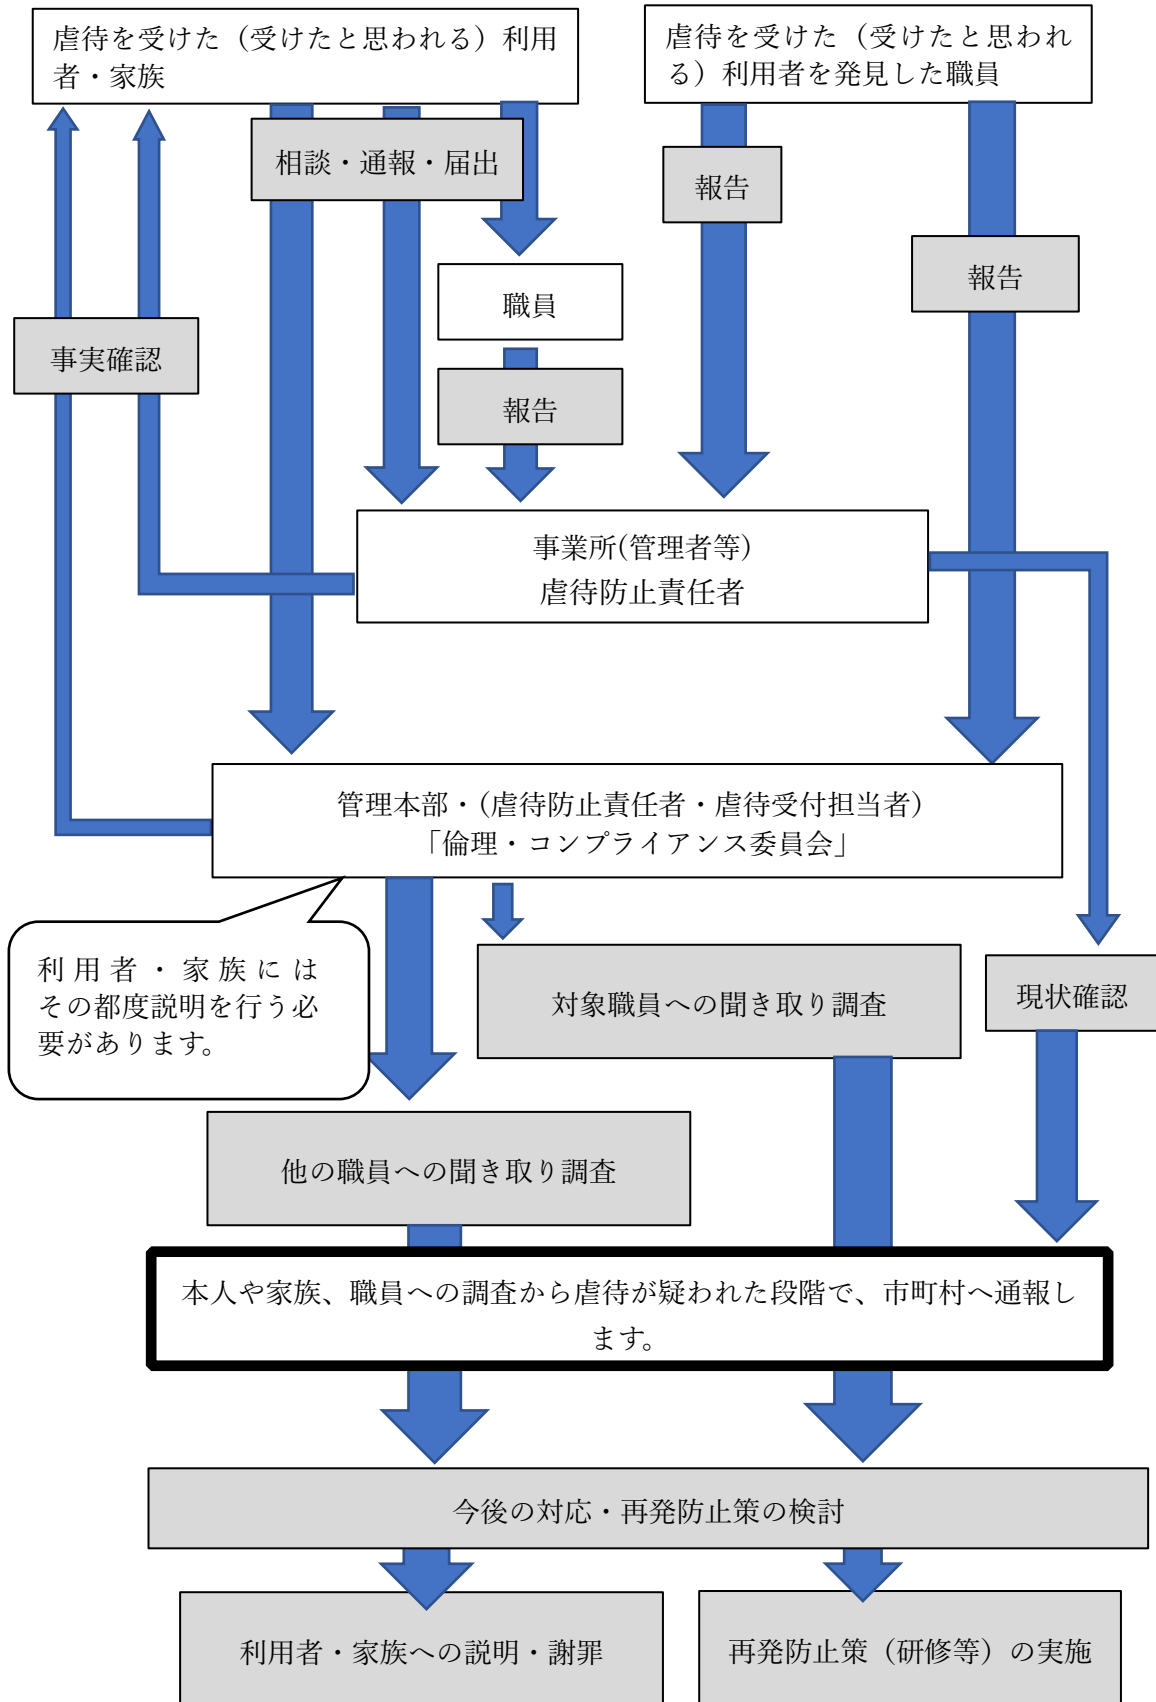 虐待を受けた（受けたと思われる）利用
者・家族
虐待を受けた（受けたと思われ
る）利用者を発見した職員
相談・通報・届出
報告
報告
職員
事実確認
報告
事業所(管理者等)
虐待防止責任者
管理本部・(虐待防止責任者・虐待受付担当者)
「倫理・コンプライアンス委員会」
利用者・家族には
その都度説明を行う必
要があります。
対象職員への聞き取り調査
現状確認
他の職員への聞き取り調査
本人や家族、職員への調査から虐待が疑われた段階で、市町村へ通報し
ます。
今後の対応・再発防止策の検討
利用者・家族への説明・謝罪
再発防止策（研修等）の実施